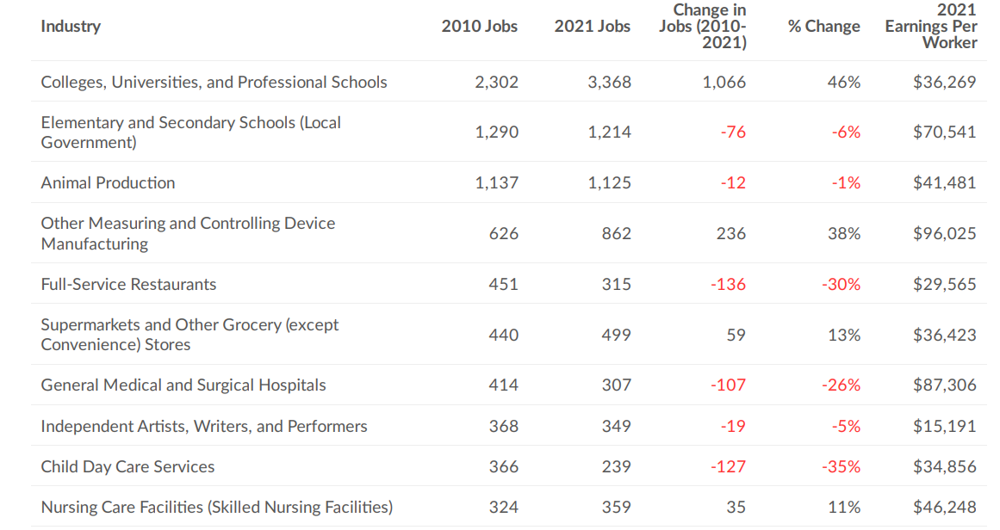 Industry 2010 Jobs 2021 Jobs Change in Jobs (2010-2021) % Change 2021 Earnings Per Worker
Colleges, Universities, and Professional Schools 2,302 3,368 1,066 46% $36,269
Elementary and Secondary Schools (Local Government) 1,290 1,214 -76 -6% $70,541
Animal Production 1,137 1,125 -12 -1% $41,481
Other Measuring and Controlling Device Manufacturing 626 862 236 38% $96,025
Full-Service Restaurants 451 315 -136 -30% $29,565
Supermarkets and Other Grocery (except Convenience) Stores 440 499 59 13% $36,423
General Medical and Surgical Hospitals 414 307 -107 -26% $87,306
Independent Artists, Writers, and Performers 368 349 -19 -5% $15,191
Child Day Care Services 366 239 -127 -35% $34,856
Nursing Care Facilities (Skilled Nursing Facilities) 324 359 35 11% $46,248